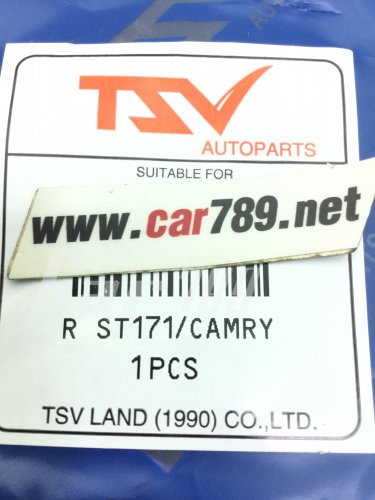 TSV
AUTOPARTS
SUITABLE FOR
www.car789.net
R ST171/CAMRY
1PCS
TSV LAND (1990) CO.,LTD.